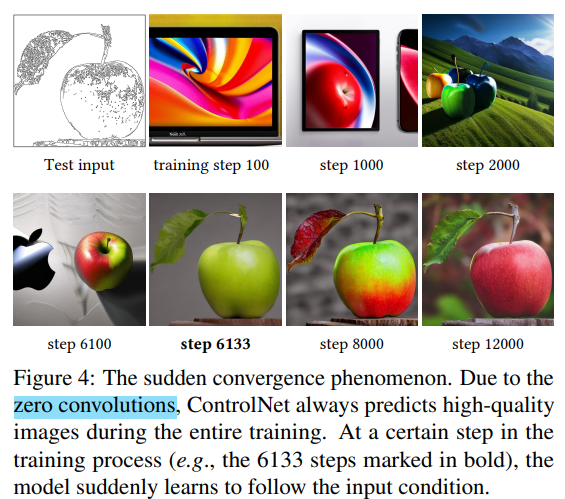 Test input
training step 100
step 1000
step 2000
step 6100
step 6133
step 8000
step 12000
Figure 4: The sudden convergence phenomenon. Due to the
zero convolutions, ControlNet always predicts high-quality
images during the entire training. At a certain step in the
training process (e.g., the 6133 steps marked in bold), the
model suddenly learns to follow the input condition.